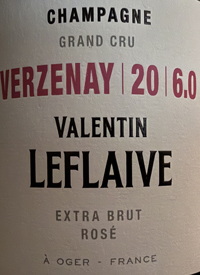 CHAMPAGNE
GRAND CRU
VERZENAY | 20 | 6.0
VALENTIN
LEFLAIVE
EXTRA BRUT
ROSÉ
À OGER - FRANCE